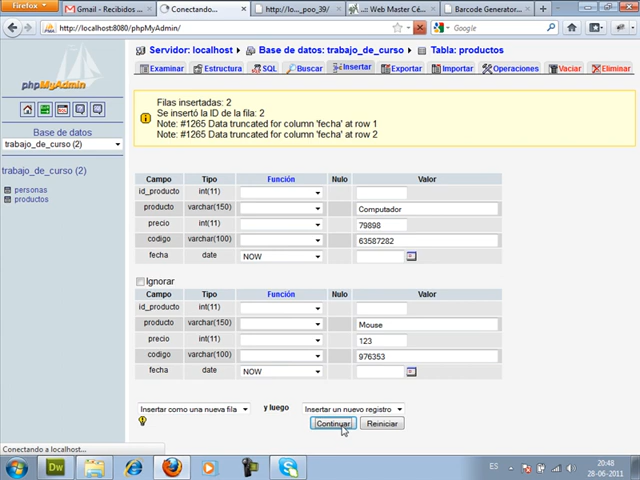 Firefox
Gmail - Recibidos
Conectando...
http://lo..._poo_39/
Web Master Cé...
Barcode Generator...
http://localhost:8080/phpMyAdmin/
Google
phpMyAdmin
SQL
Base de datos
trabajo_de_curso (2)
trabajo_de_curso (2)
personas
productos
Servidor: localhost
Base de datos: trabajo_de_curso
Tabla: productos
Examinar
Estructura
SQL
Buscar
Insertar
Exportar
Importar
Operaciones
Vaciar
Eliminar
Filas insertadas: 2
Se insertó la ID de la fila: 2
Note: #1265 Data truncated for column 'fecha' at row 1
Note: #1265 Data truncated for column 'fecha' at row 2
Campo Tipo Función Nulo Valor
id_producto int(11)
producto varchar(150) Computador
precio int(11) 79898
codigo varchar(100) 63587282
fecha date NOW
Ignorar
Campo Tipo Función Nulo Valor
id_producto int(11)
producto varchar(150) Mouse
precio int(11) 123
codigo varchar(100) 976353
fecha date NOW
Insertar como una nueva fila y luego Insertar un nuevo registro
Continuar Reiniciar
Conectando a localhost...
Dw
ES
20:48
28-06-2011